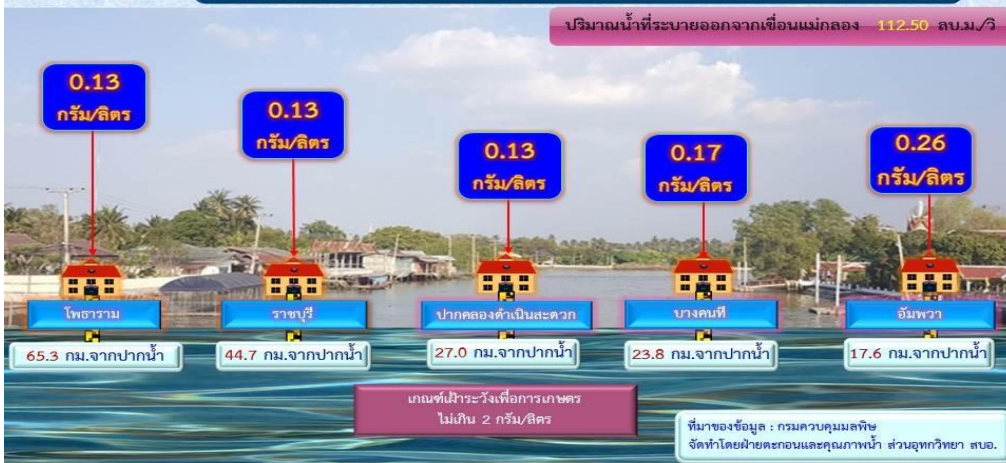 ปริมาณน้ำที่ระบายออกจากเขื่อนแม่กลอง 112.50 ลบ.ม./วิ
0.13
กรัม/ลิตร
0.13
กรัม/ลิตร
0.13
กรัม/ลิตร
0.17
กรัม/ลิตร
0.26
กรัม/ลิตร
โพธาราม
ราชบุรี
ปากคลองดำเนินสะดวก
บางคนที
อัมพวา
65.3 กม.จากปากน้ำ
44.7 กม.จากปากน้ำ
27.0 กม.จากปากน้ำ
23.8 กม.จากปากน้ำ
17.6 กม.จากปากน้ำ
เกณฑ์เฝ้าระวังเพื่อการเกษตร
ไม่เกิน 2 กรัม/ลิตร
ที่มาของข้อมูล : กรมควบคุมมลพิษ
จัดทำโดยฝ่ายตะกอนและคุณภาพน้ำ ส่วนอุทกวิทยา สบอ.